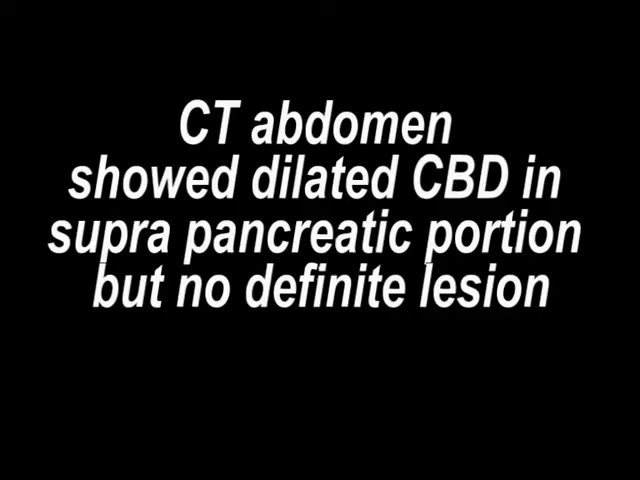 CT abdomen
showed dilated CBD in
supra pancreatic portion
but no definite lesion